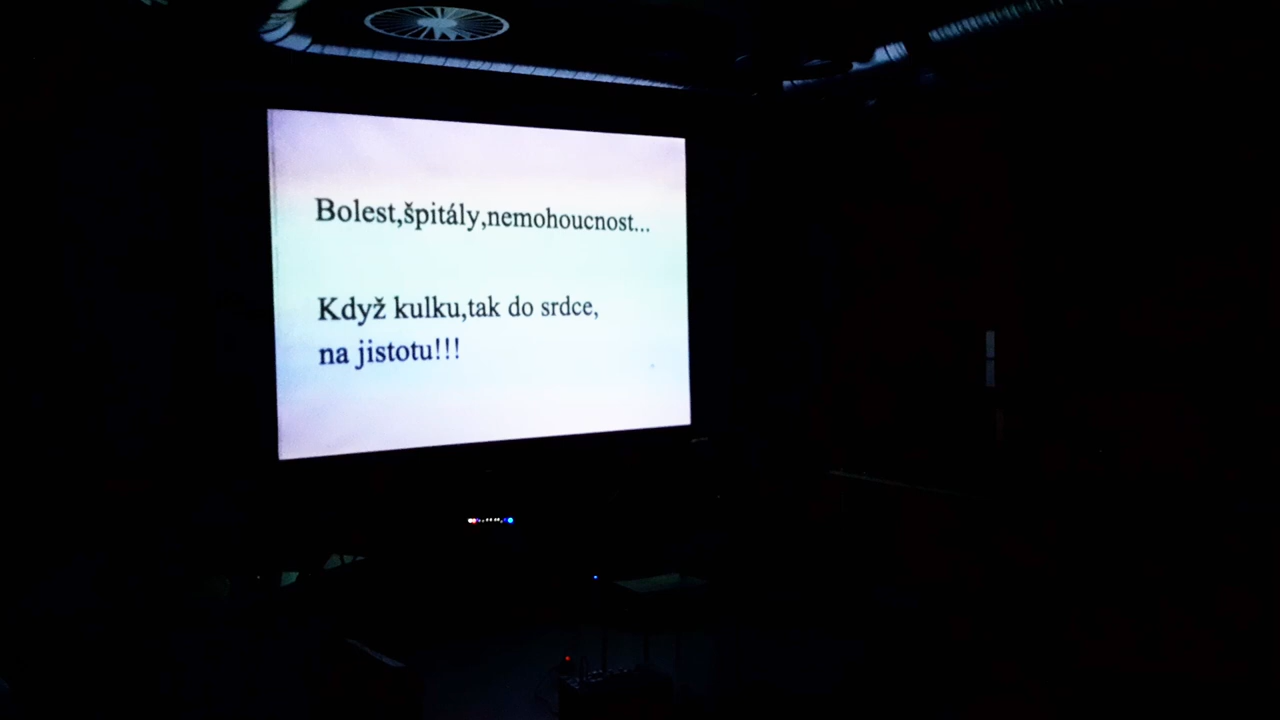 Bolest,špitály,nemohoucnost...
Když kulku,tak do srdce,
na jistotu!!!